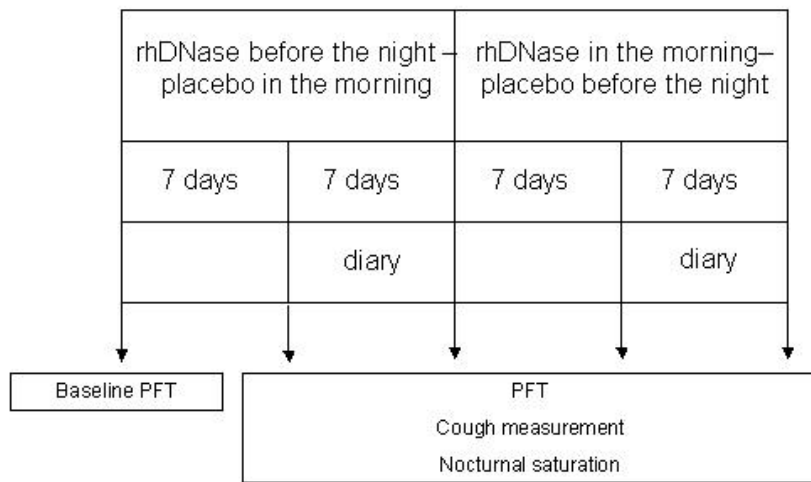 rhDNase before the night –
placebo in the morning
rhDNase in the morning–
placebo before the night
7 days
7 days
7 days
7 days
diary
diary
Baseline PFT
PFT
Cough measurement
Nocturnal saturation